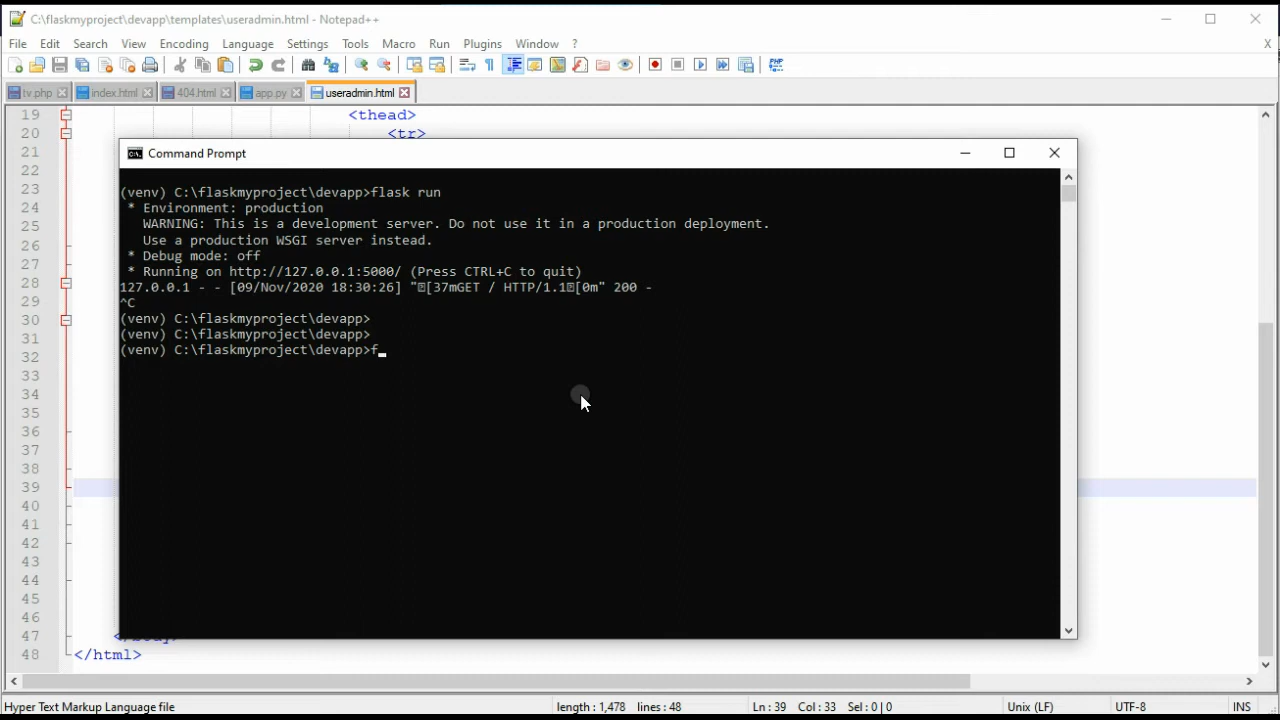 C:\flaskmyproject\devapp\templates\useradmin.html - Notepad++
File Edit Search View Encoding Language Settings Tools Macro Run Plugins Window ? X
tv.php index.html 404.html app.py useradmin.html
19 <thead>
20 <tr>
21
22
23
24
25
26
27
28
29
30
31
32
33
34
35
36
37
38
39
40
41
42
43
44
45
46
47 </body>
48 </html>
Command Prompt
(venv) C:\flaskmyproject\devapp>flask run
* Environment: production
WARNING: This is a development server. Do not use it in a production deployment.
Use a production WSGI server instead.
* Debug mode: off
* Running on http://127.0.0.1:5000/ (Press CTRL+C to quit)
127.0.0.1 - - [09/Nov/2020 18:30:26] "[37mGET / HTTP/1.1[0m" 200 -
^C
(venv) C:\flaskmyproject\devapp>
(venv) C:\flaskmyproject\devapp>
(venv) C:\flaskmyproject\devapp>f_
Hyper Text Markup Language file length : 1,478 lines : 48 Ln : 39 Col : 33 Sel : 0 | 0 Unix (LF) UTF-8 INS